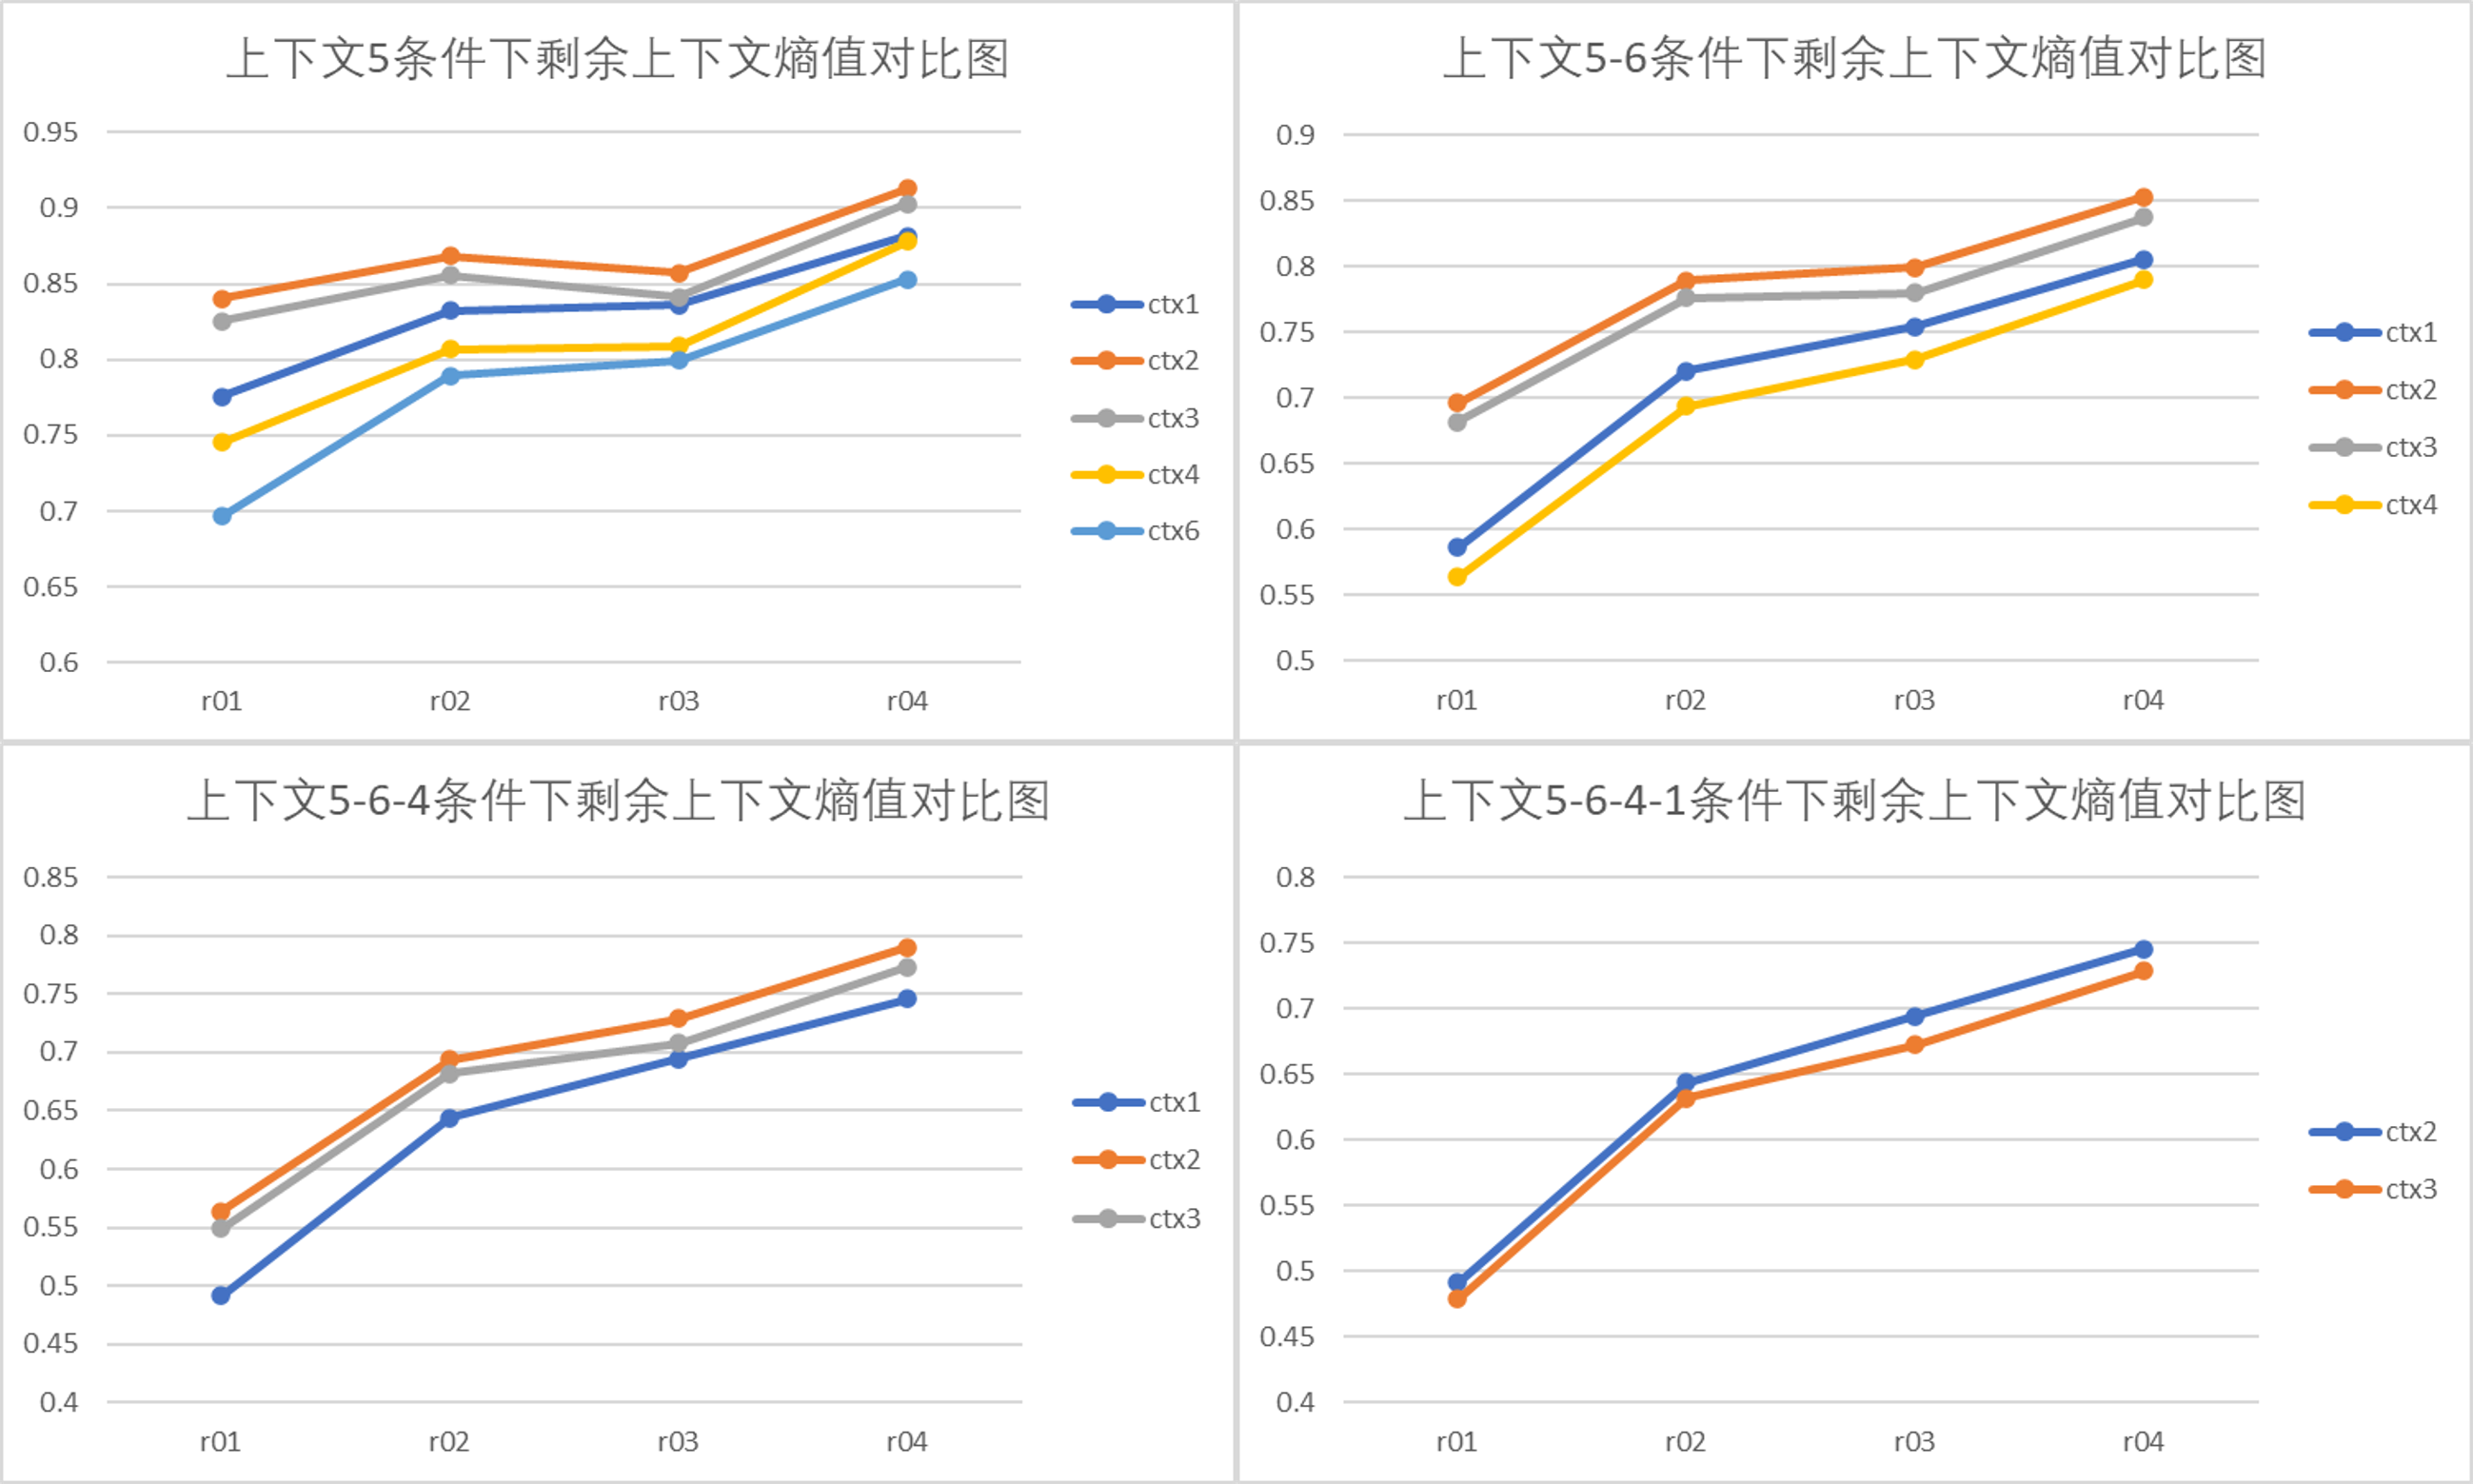 上下文5条件下剩余上下文熵值对比图
0.95
0.9
0.85
0.8
0.75
0.7
0.65
0.6
r01 r02 r03 r04
ctx1
ctx2
ctx3
ctx4
ctx6
上下文5-6条件下剩余上下文熵值对比图
0.9
0.85
0.8
0.75
0.7
0.65
0.6
0.55
0.5
r01 r02 r03 r04
ctx1
ctx2
ctx3
ctx4
上下文5-6-4条件下剩余上下文熵值对比图
0.85
0.8
0.75
0.7
0.65
0.6
0.55
0.5
0.45
0.4
r01 r02 r03 r04
ctx1
ctx2
ctx3
上下文5-6-4-1条件下剩余上下文熵值对比图
0.8
0.75
0.7
0.65
0.6
0.55
0.5
0.45
0.4
r01 r02 r03 r04
ctx2
ctx3